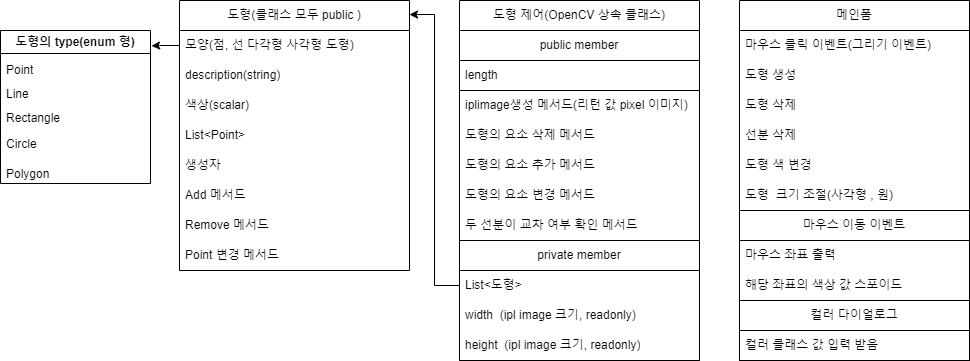 도형의 type(enum 형)
Point
Line
Rectangle
Circle
Polygon
도형(클래스 모두 public )
모양(점, 선 다각형 사각형 도형)
description(string)
색상(scalar)
List<Point>
생성자
Add 메서드
Remove 메서드
Point 변경 메서드
도형 제어(OpenCV 상속 클래스)
public member
length
iplimage생성 메서드(리턴 값 pixel 이미지)
도형의 요소 삭제 메서드
도형의 요소 추가 메서드
도형의 요소 변경 메서드
두 선분이 교차 여부 확인 메서드
private member
List<도형>
width  (ipl image 크기, readonly)
height  (ipl image 크기, readonly)
메인폼
마우스 클릭 이벤트(그리기 이벤트)
도형 생성
도형 삭제
선분 삭제
도형 색 변경
도형  크기 조절(사각형 , 원)
마우스 이동 이벤트
마우스 좌표 출력
해당 좌표의 색상 값 스포이드
컬러 다이얼로그
컬러 클래스 값 입력 받음